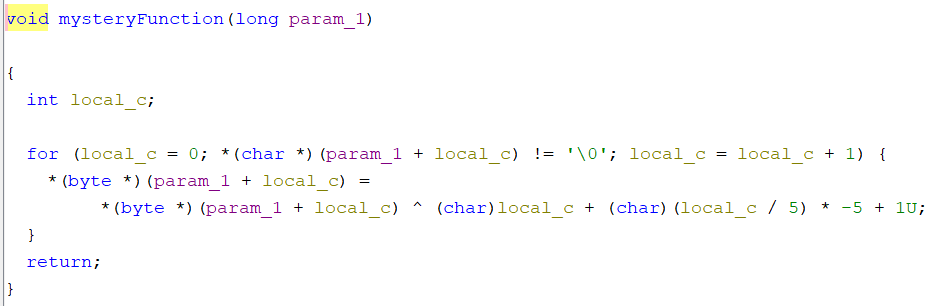 void mysteryFunction(long param_1)
{
int local_c;
for (local_c = 0; *(char *)(param_1 + local_c) != '\0'; local_c = local_c + 1) {
*(byte *)(param_1 + local_c) =
*(byte *)(param_1 + local_c) ^ (char)local_c + (char)(local_c / 5) * -5 + 1U;
}
return;
}